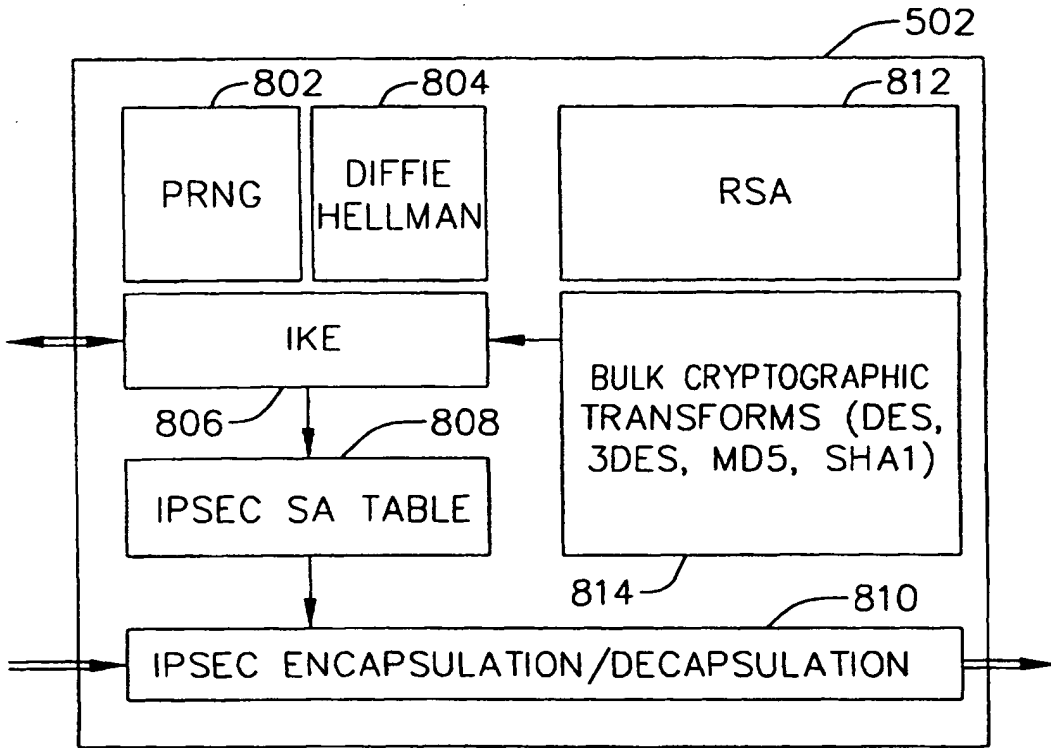 502
802
804
812
PRNG
DIFFIE
HELLMAN
RSA
IKE
806
808
BULK CRYPTOGRAPHIC
TRANSFORMS (DES,
3DES, MD5, SHA1)
IPSEC SA TABLE
814
810
IPSEC ENCAPSULATION/DECAPSULATION